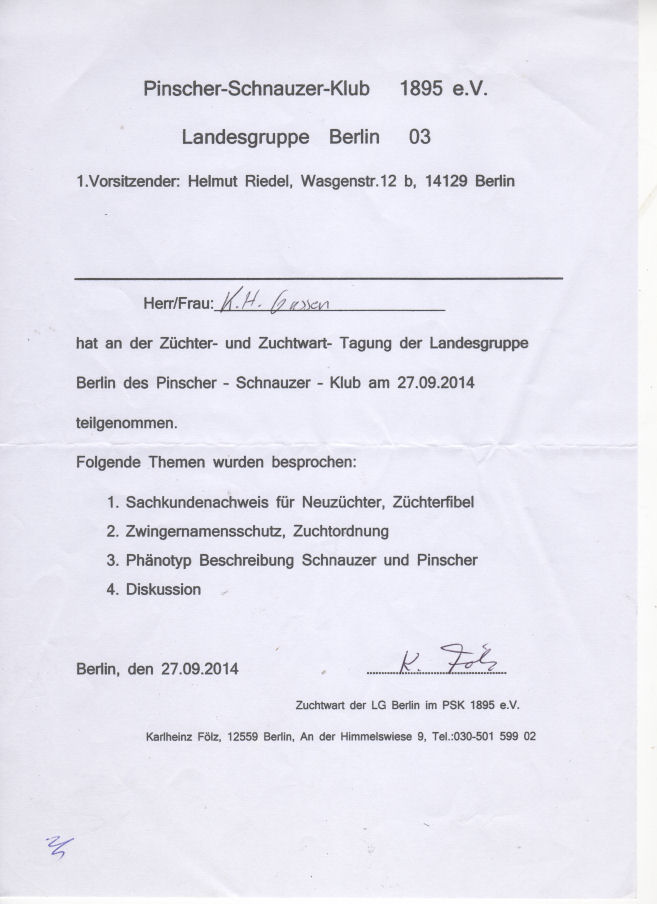 Pinscher-Schnauzer-Klub 1895 e.V.
Landesgruppe Berlin 03
1.Vorsitzender: Helmut Riedel, Wasgenstr.12 b, 14129 Berlin
Herr/Frau: K.H. Gassen
hat an der Züchter- und Zuchtwart- Tagung der Landesgruppe
Berlin des Pinscher - Schnauzer - Klub am 27.09.2014
teilgenommen.
Folgende Themen wurden besprochen:
1. Sachkundenachweis für Neuzüchter, Züchterfibel
2. Zwingernamensschutz, Zuchtordnung
3. Phänotyp Beschreibung Schnauzer und Pinscher
4. Diskussion
Berlin, den 27.09.2014 K. Fölz
Zuchtwart der LG Berlin im PSK 1895 e.V.
Karlheinz Fölz, 12559 Berlin, An der Himmelswiese 9, Tel.:030-501 599 02